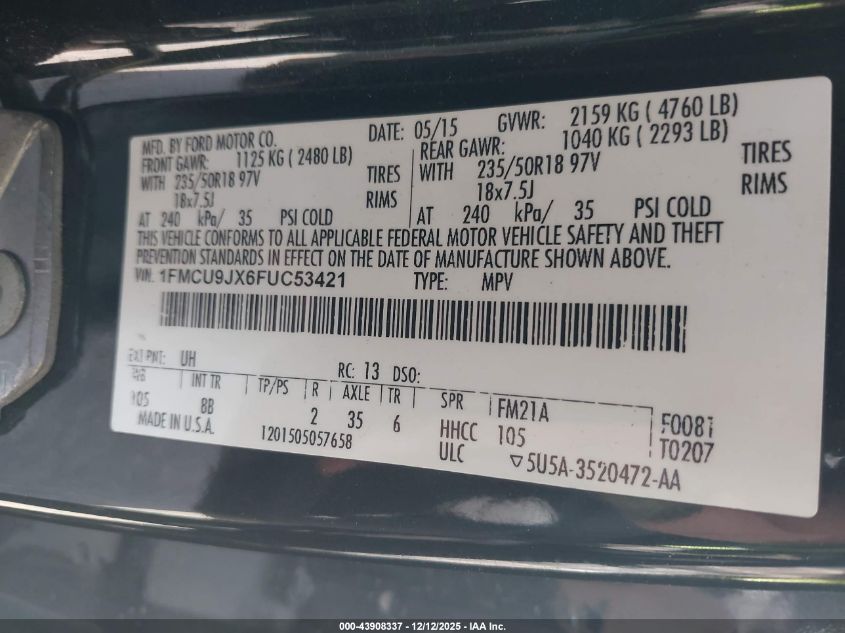 MFD. BY FORD MOTOR CO. DATE: 05/15 GVWR: 2159 KG ( 4760 LB)
FRONT GAWR: 1125 KG ( 2480 LB) REAR GAWR: 1040 KG ( 2293 LB)
WITH 235/50R18 97V TIRES WITH 235/50R18 97V TIRES
18x7.5J RIMS 18x7.5J RIMS
AT 240 kPa/ 35 PSI COLD AT 240 kPa/ 35 PSI COLD
THIS VEHICLE CONFORMS TO ALL APPLICABLE FEDERAL MOTOR VEHICLE SAFETY AND THEFT
PREVENTION STANDARDS IN EFFECT ON THE DATE OF MANUFACTURE SHOWN ABOVE.
VIN: 1FMCU9JX6FUC53421 TYPE: MPV
EXT PNT: UH RC: 13 DSO:
WB INT TR TP/PS R AXLE TR SPR FM21A F0081
105 8B 2 35 6 HHCC 105 T0207
MADE IN U.S.A. 1201505057658 ULC ▽5U5A-3520472-AA
000-43908337 - 12/12/2025 - IAA Inc.